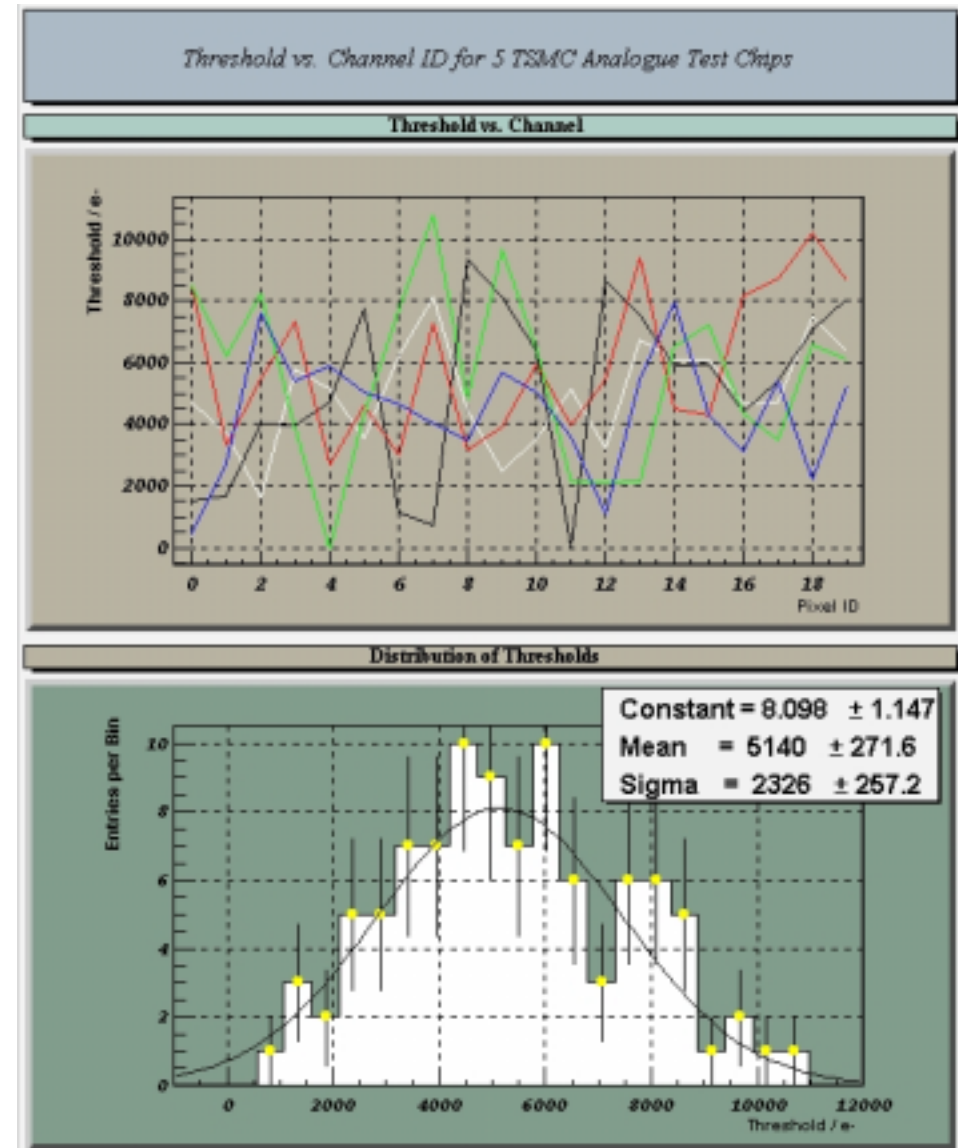 Threshold vs. Channel ID for 5 TSMC Analogue Test Chips
Threshold vs. Channel
Threshold / e-
10000
8000
6000
4000
2000
0
0 2 4 6 8 10 12 14 16 18
Pixel ID
Distribution of Thresholds
Constant = 8.098 ± 1.147
Mean = 5140 ± 271.6
Sigma = 2326 ± 257.2
Entries per Bin
10
8
6
4
2
0
0 2000 4000 6000 8000 10000 12000
Threshold / e-